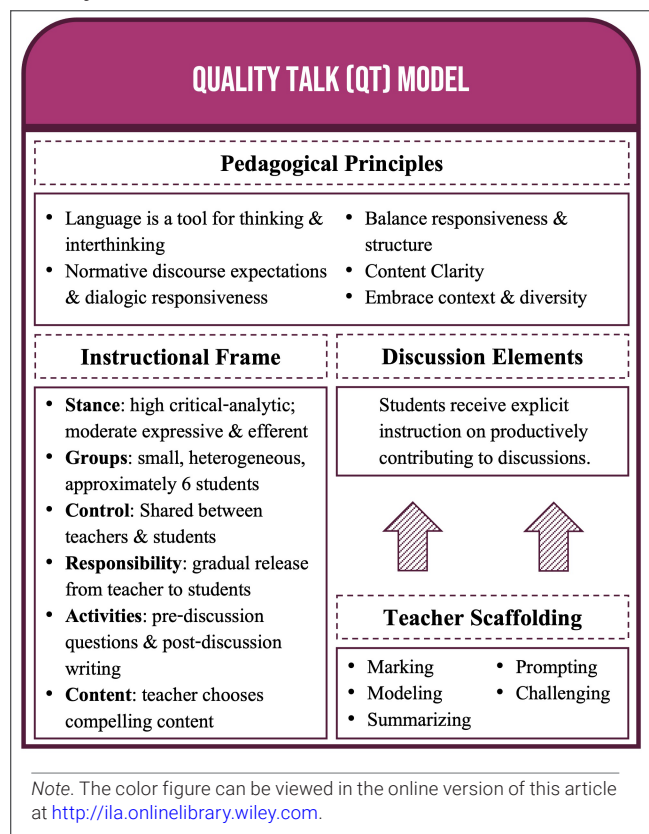 QUALITY TALK (QT) MODEL
Pedagogical Principles
• Language is a tool for thinking &
interthinking
• Normative discourse expectations
& dialogic responsiveness
• Balance responsiveness &
structure
• Content Clarity
• Embrace context & diversity
Instructional Frame
• Stance: high critical-analytic;
moderate expressive & efferent
• Groups: small, heterogeneous,
approximately 6 students
• Control: Shared between
teachers & students
• Responsibility: gradual release
from teacher to students
• Activities: pre-discussion
questions & post-discussion
writing
• Content: teacher chooses
compelling content
Discussion Elements
Students receive explicit
instruction on productively
contributing to discussions.
Teacher Scaffolding
• Marking
• Modeling
• Summarizing
• Prompting
• Challenging
Note. The color figure can be viewed in the online version of this article
at http://ila.onlinelibrary.wiley.com.